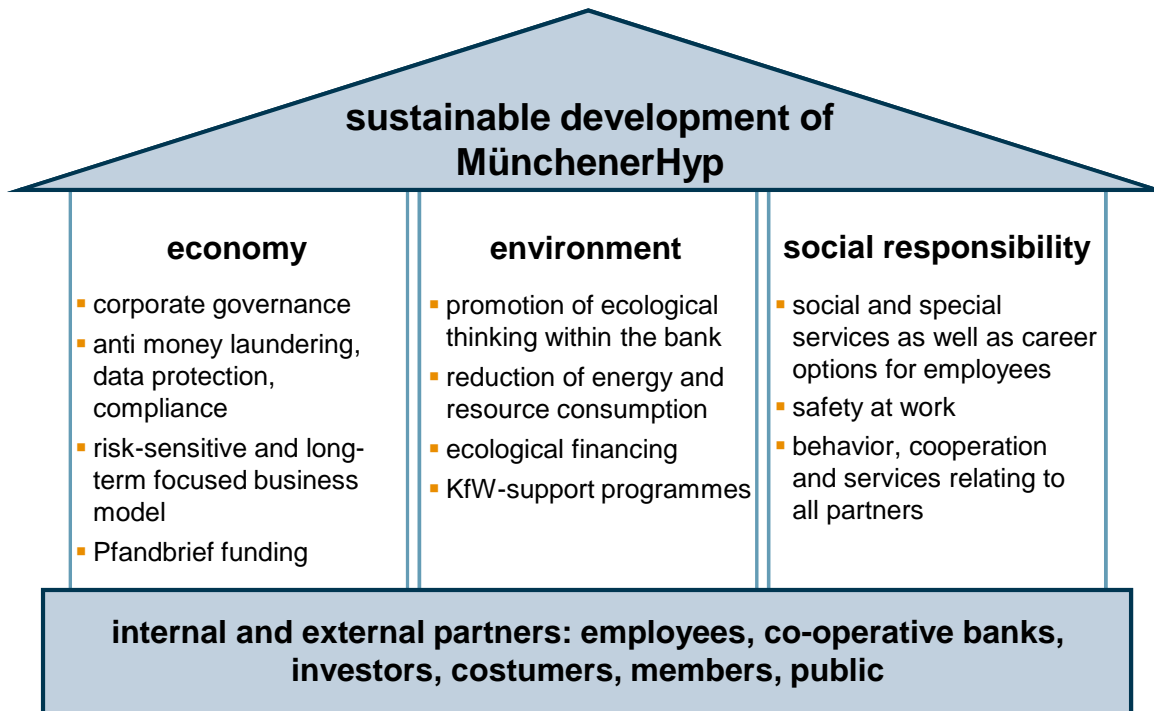 sustainable development of
MünchenerHyp
economy
▪ corporate governance
▪ anti money laundering,
data protection,
compliance
▪ risk-sensitive and long-
term focused business
model
▪ Pfandbrief funding
environment
▪ promotion of ecological
thinking within the bank
▪ reduction of energy and
resource consumption
▪ ecological financing
▪ KfW-support programmes
social responsibility
▪ social and special
services as well as career
options for employees
▪ safety at work
▪ behavior, cooperation
and services relating to
all partners
internal and external partners: employees, co-operative banks,
investors, costumers, members, public